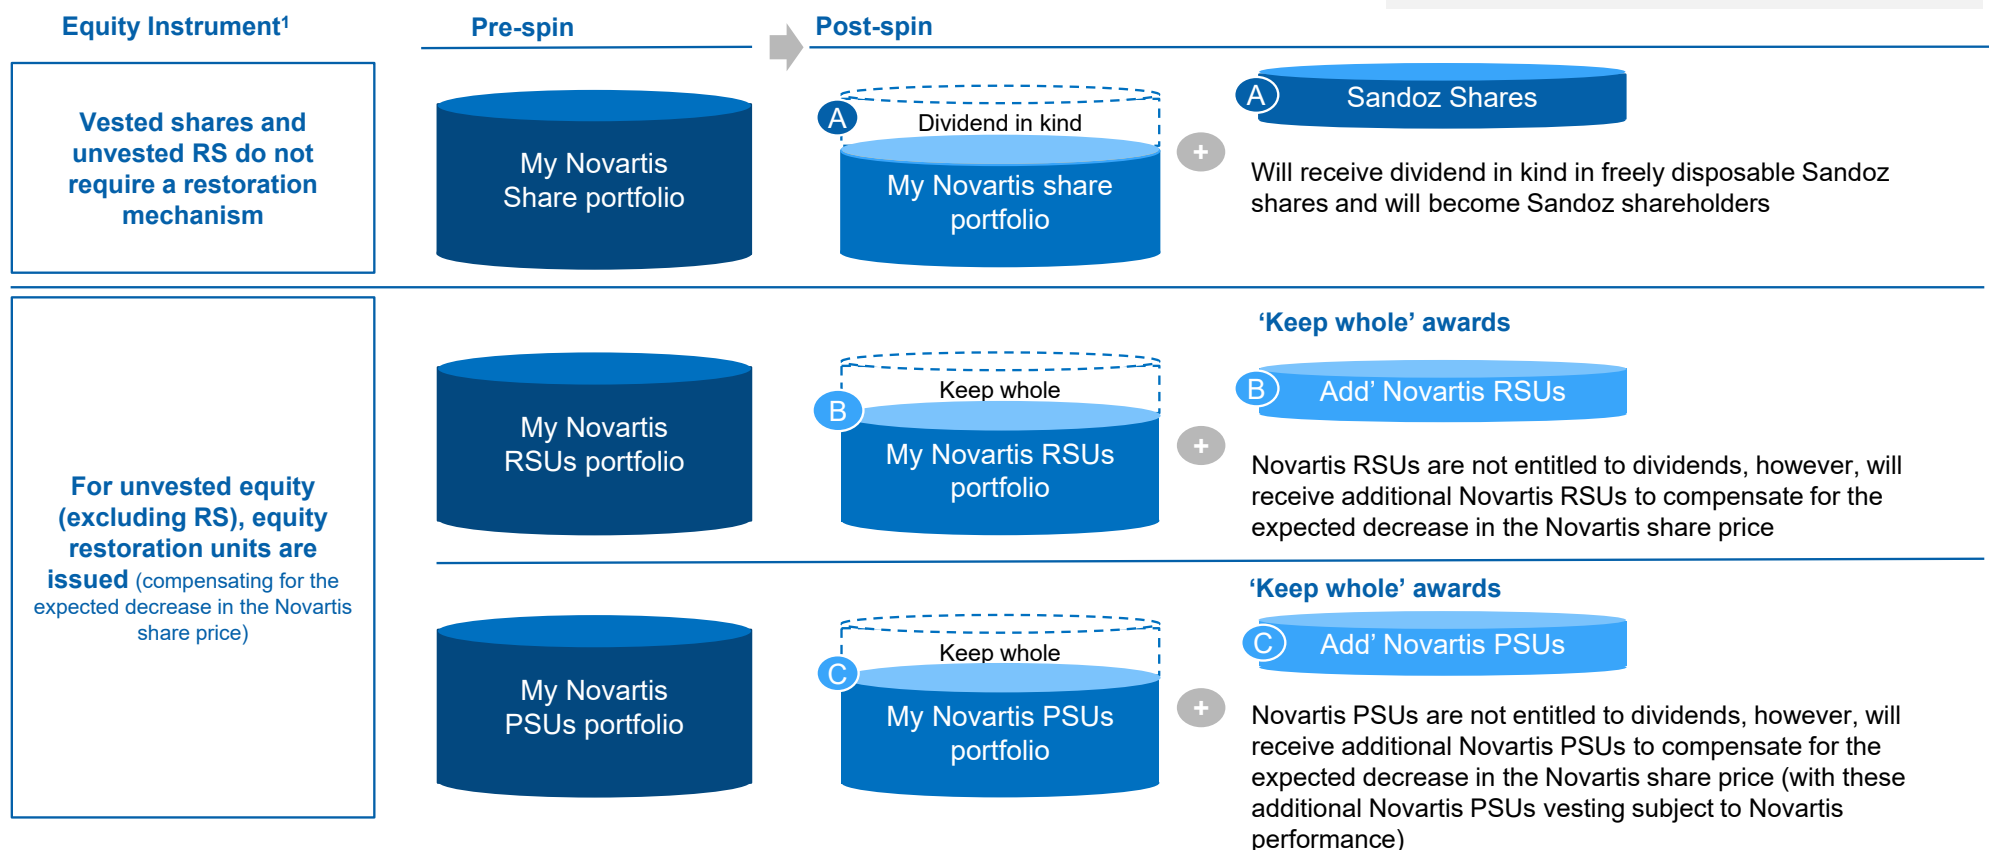 Equity Instrument¹
Pre-spin
Post-spin
Vested shares and
unvested RS do not
require a restoration
mechanism
My Novartis
Share portfolio
A
Dividend in kind
My Novartis share
portfolio
+
A
Sandoz Shares
Will receive dividend in kind in freely disposable Sandoz
shares and will become Sandoz shareholders
For unvested equity
(excluding RS), equity
restoration units are
issued (compensating for the
expected decrease in the Novartis
share price)
My Novartis
RSUs portfolio
Keep whole
B
My Novartis RSUs
portfolio
+
‘Keep whole’ awards
B
Add’ Novartis RSUs
Novartis RSUs are not entitled to dividends, however, will
receive additional Novartis RSUs to compensate for the
expected decrease in the Novartis share price
My Novartis
PSUs portfolio
Keep whole
C
My Novartis PSUs
portfolio
+
‘Keep whole’ awards
C
Add’ Novartis PSUs
Novartis PSUs are not entitled to dividends, however, will
receive additional Novartis PSUs to compensate for the
expected decrease in the Novartis share price (with these
additional Novartis PSUs vesting subject to Novartis
performance)